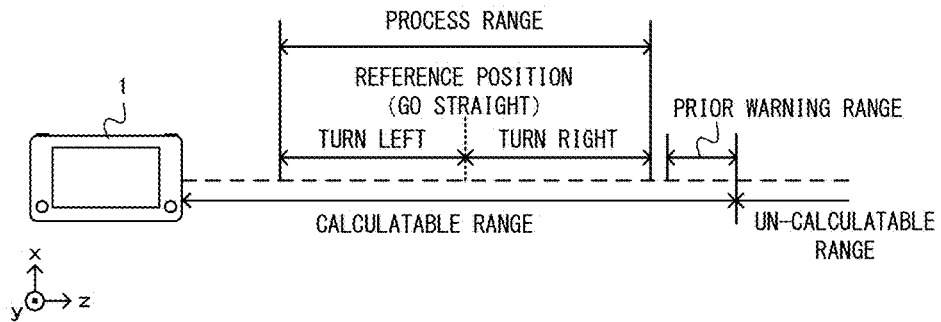 PROCESS RANGE
REFERENCE POSITION
(GO STRAIGHT)
1
PRIOR WARNING RANGE
TURN LEFT
TURN RIGHT
CALCULATABLE RANGE
UN-CALCULATABLE
RANGE
x
y
z